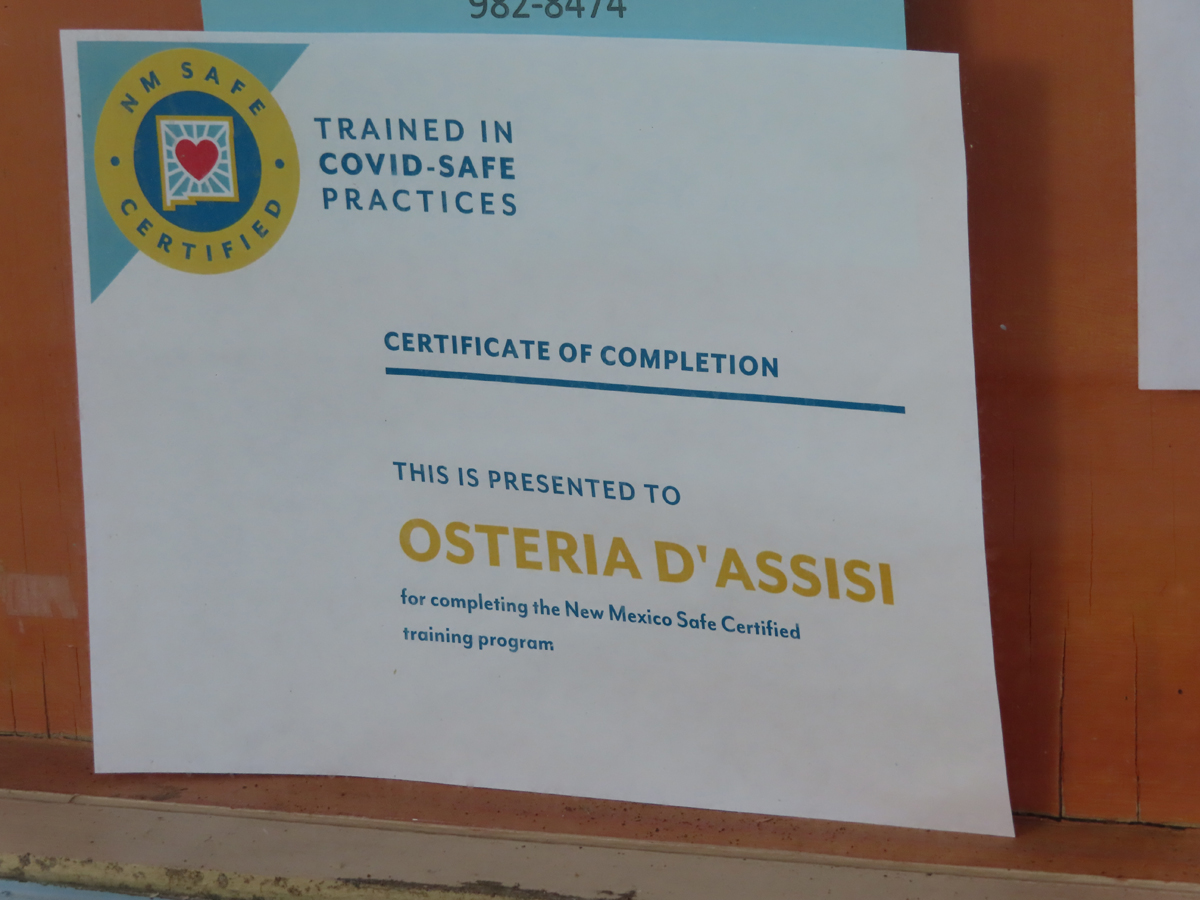 982-8474
NM SAFE
CERTIFIED
TRAINED IN
COVID-SAFE
PRACTICES
CERTIFICATE OF COMPLETION
THIS IS PRESENTED TO
OSTERIA D'ASSISI
for completing the New Mexico Safe Certified
training program